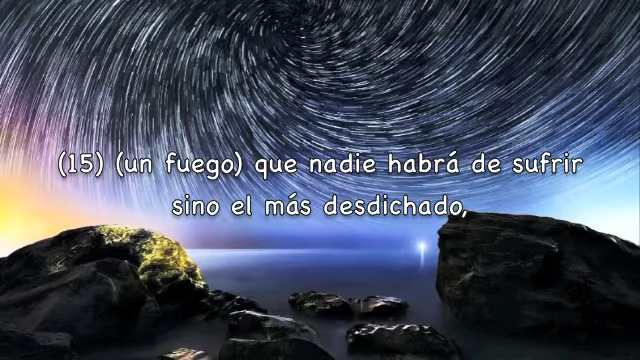 (15) (un fuego) que nadie habrá de sufrir
sino el más desdichado,